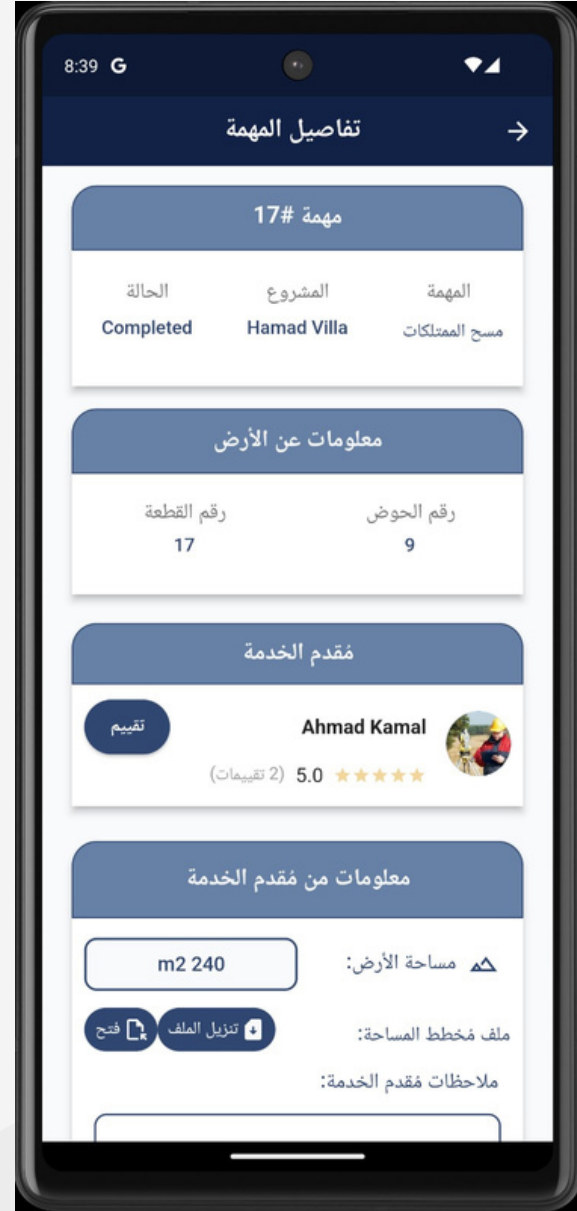 8:39 G
تفاصيل المهمة
مهمة #17
المهمة المشروع الحالة
مسح الممتلكات Hamad Villa Completed
معلومات عن الأرض
رقم الحوض رقم القطعة
9 17
مُقدم الخدمة
Ahmad Kamal تقييم
5.0 (2 تقييمات)
معلومات من مُقدم الخدمة
مساحة الأرض: m2 240
ملف مُخطط المساحة: تنزيل الملف فتح
ملاحظات مُقدم الخدمة: